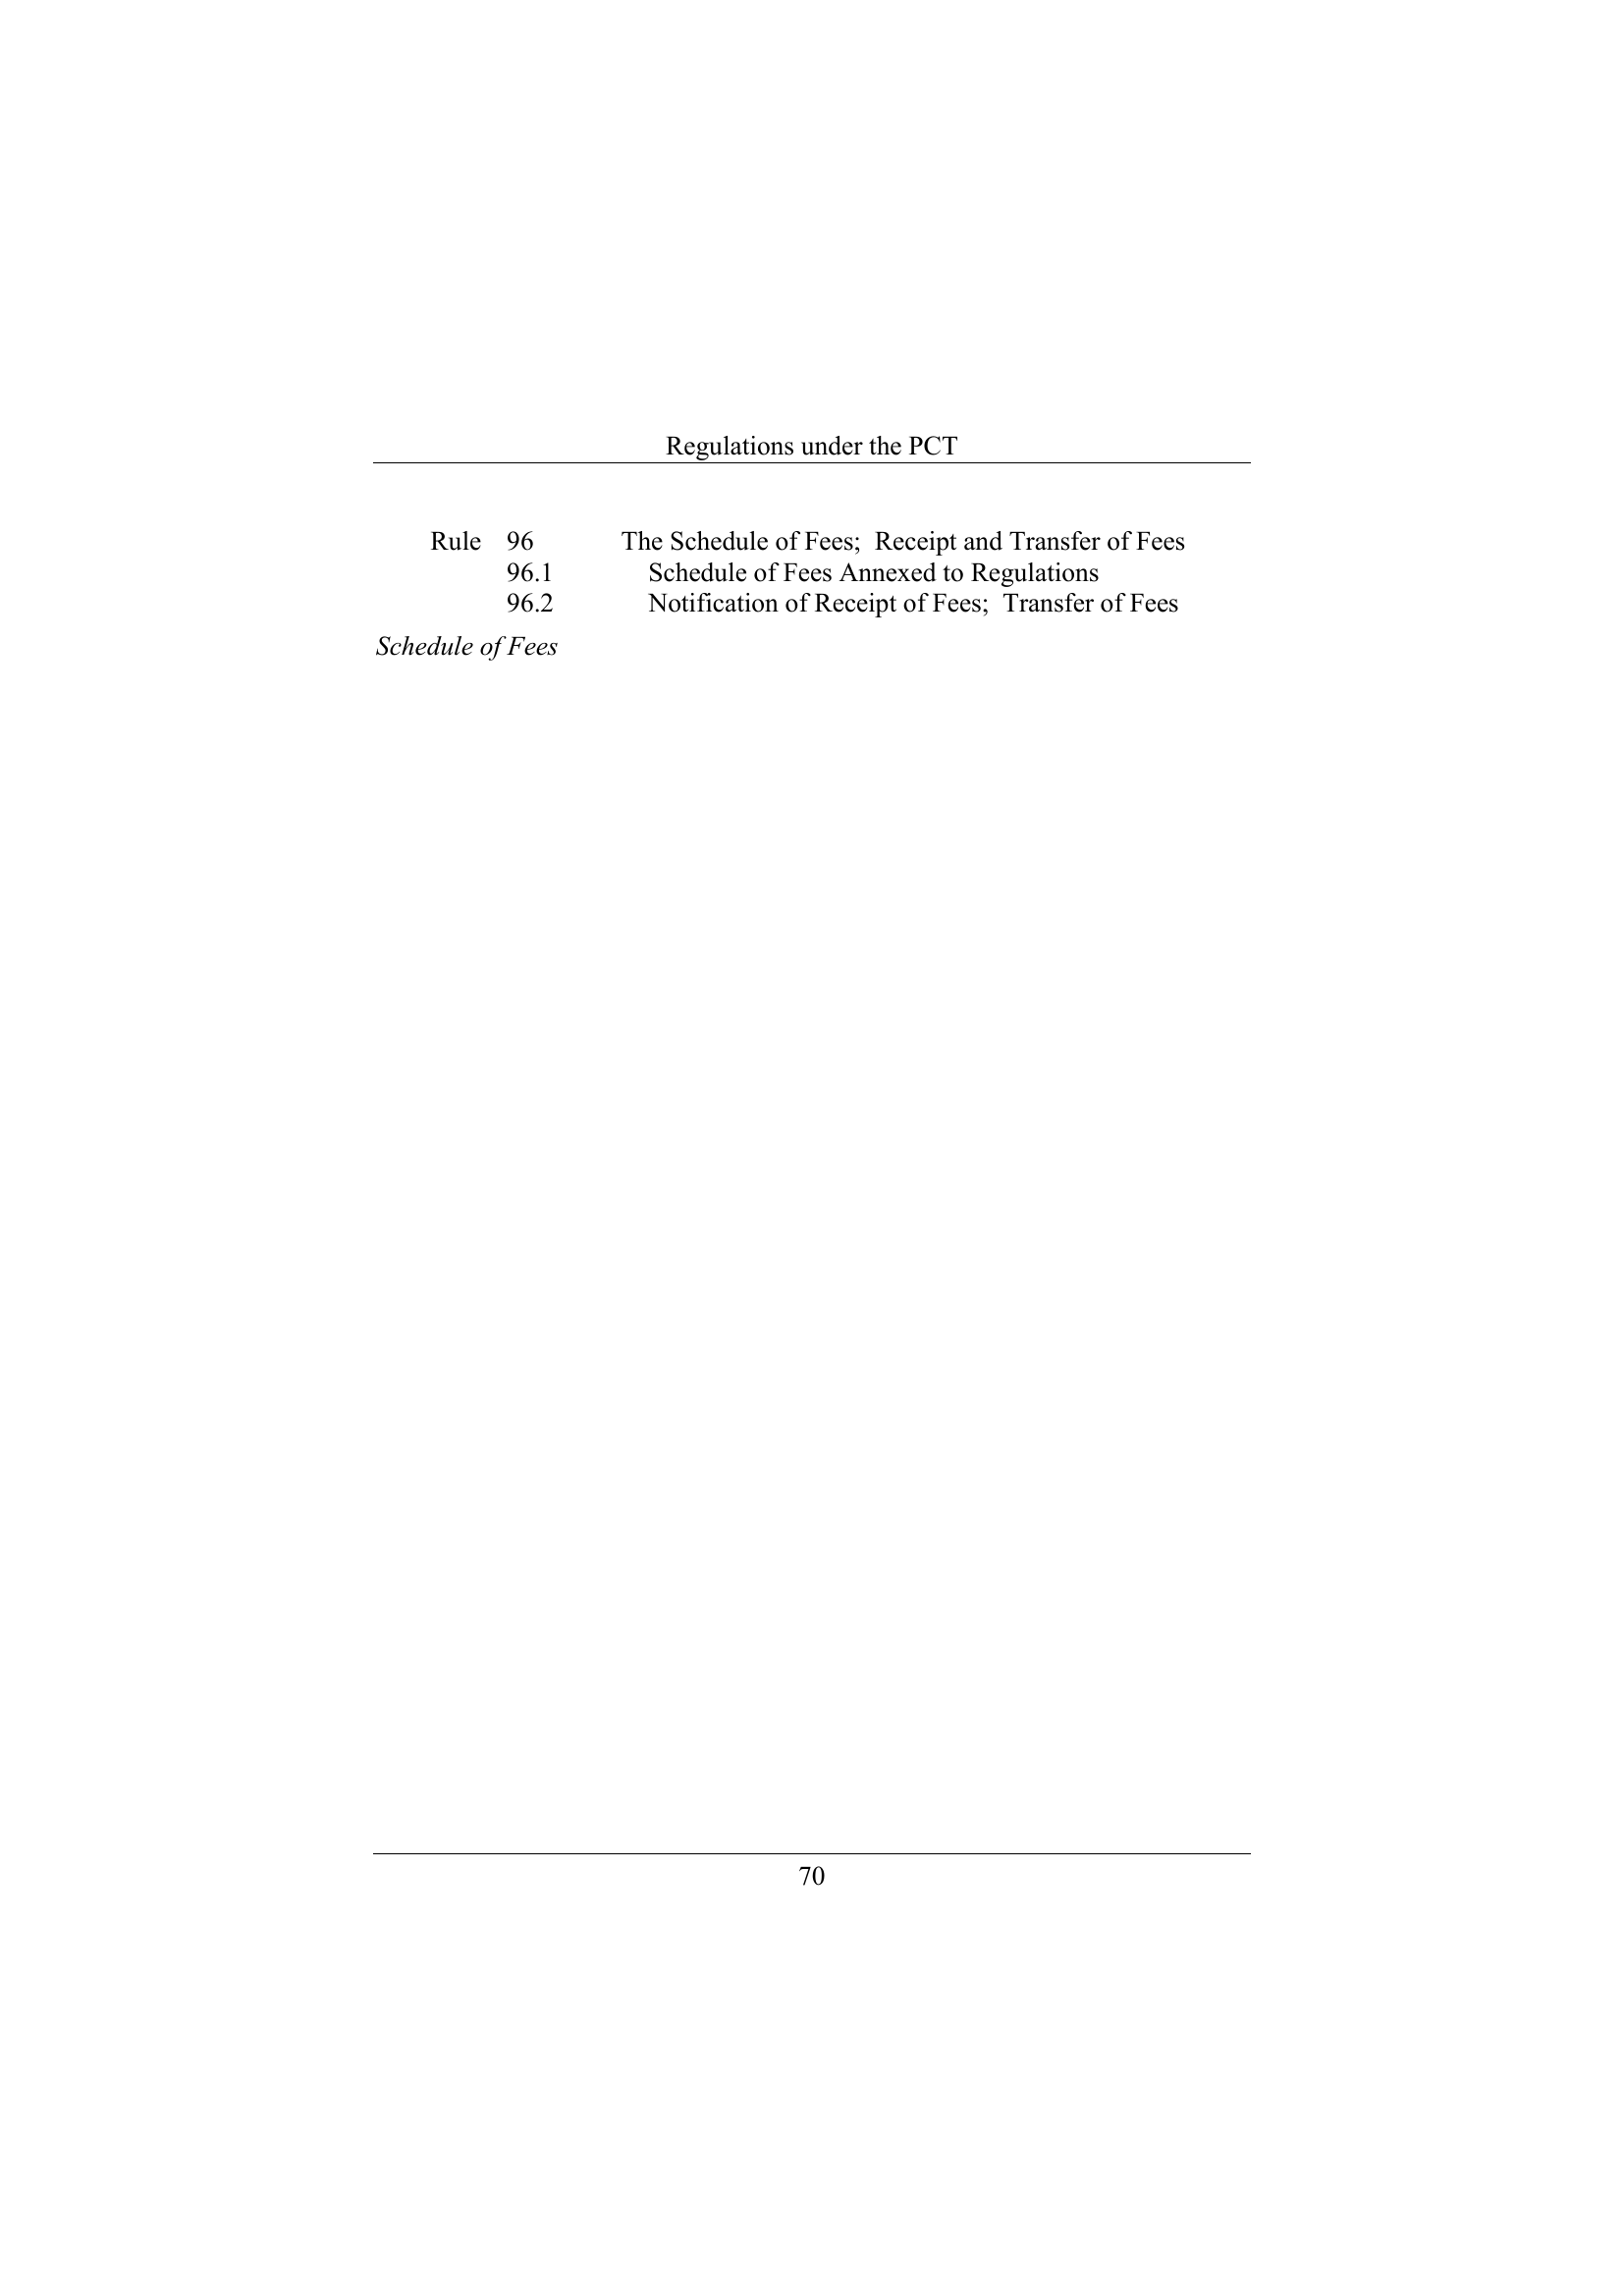 Regulations under the PCT
Rule 96 The Schedule of Fees; Receipt and Transfer of Fees
96.1 Schedule of Fees Annexed to Regulations
96.2 Notification of Receipt of Fees; Transfer of Fees
Schedule of Fees
70